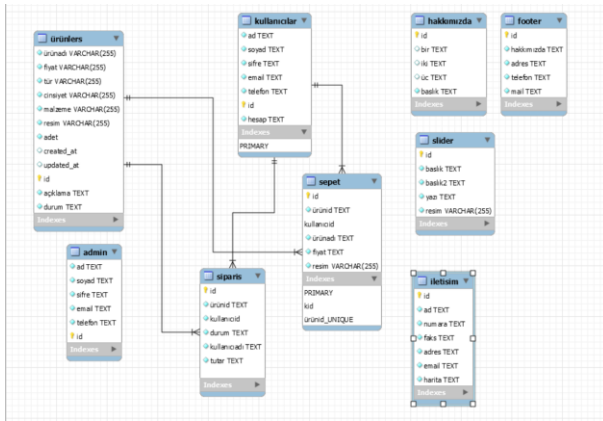 ürünlers
ürünadı VARCHAR(255)
fiyat VARCHAR(255)
tür VARCHAR(255)
cinsiyet VARCHAR(255)
malzeme VARCHAR(255)
resim VARCHAR(255)
adet
created_at
updated_at
id
açıklama TEXT
durum TEXT
Indexes
kullanıcılar
ad TEXT
soyad TEXT
sifre TEXT
email TEXT
telefon TEXT
id
hesap TEXT
Indexes
PRIMARY
hakkımızda
id
bir TEXT
iki TEXT
üc TEXT
baslık TEXT
Indexes
footer
id
hakkımızda TEXT
adres TEXT
telefon TEXT
mail TEXT
Indexes
slider
id
baslık TEXT
baslık2 TEXT
yazı TEXT
resim VARCHAR(255)
Indexes
sepet
id
ürünid TEXT
kullanıcıid
ürünadı TEXT
fiyat TEXT
resim VARCHAR(255)
Indexes
PRIMARY
kid
ürünid_UNIQUE
admin
ad TEXT
soyad TEXT
sifre TEXT
email TEXT
telefon TEXT
id
Indexes
siparis
id
ürünid TEXT
kullanıcıid
durum TEXT
kullanıcıadı TEXT
tutar TEXT
Indexes
iletisim
id
ad TEXT
numara TEXT
faks TEXT
adres TEXT
email TEXT
harita TEXT
Indexes